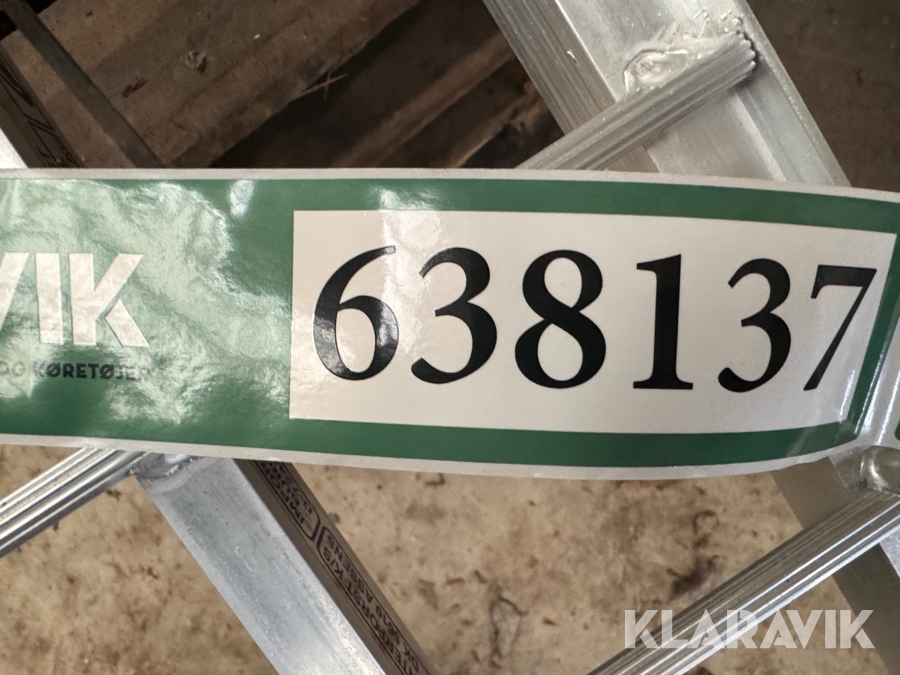 VIK
OG KØRETØJER
638137
KLARAVIK